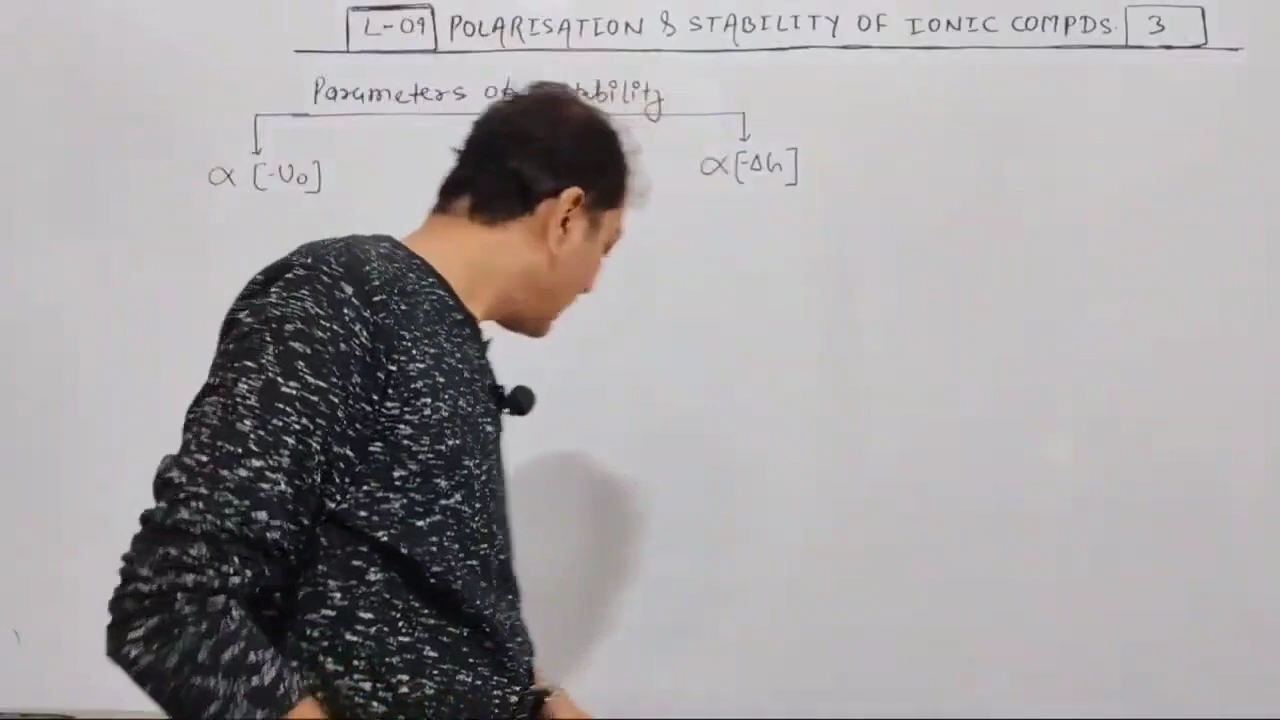 L-09 POLARISATION & STABILITY OF IONIC COMPDS. 3
Parameters of
α [-U₀] α [-Δh]